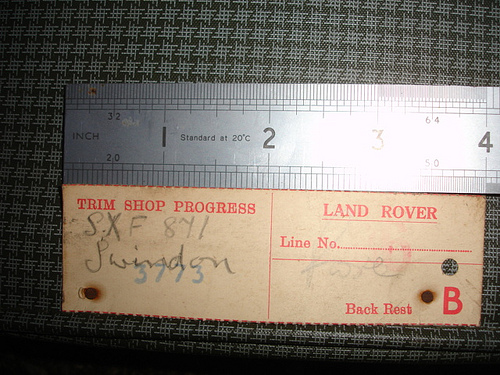 32 64
INCH 1 Standard at 20°C 2 3 4
20 50
TRIM SHOP PROGRESS
SXF 871
Swindon
3773
LAND ROVER
Line No.
Back Rest B